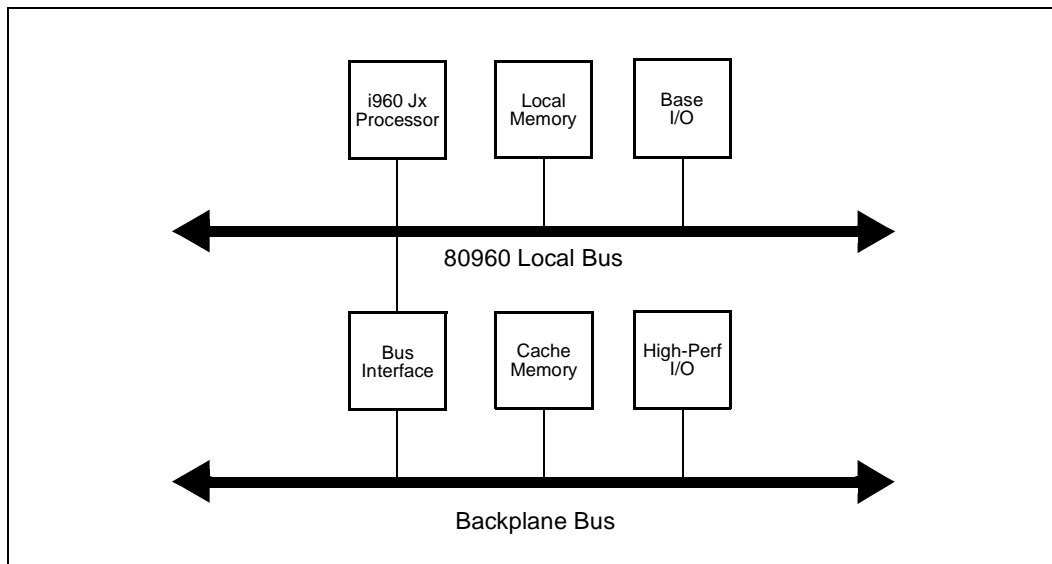 i960 Jx
Processor
Local
Memory
Base
I/O
80960 Local Bus
Bus
Interface
Cache
Memory
High-Perf
I/O
Backplane Bus